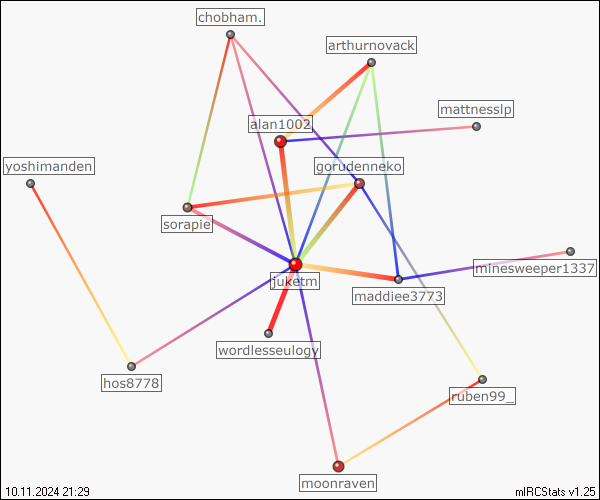 chobham.
arthurnovack
mattnesslp
alan1002
yoshimanden
gorudenneko
sorapie
minesweeper1337
juketm
maddiee3773
wordlesseulogy
hos8778
ruben99_
moonraven
10.11.2024 21:29
mIRCStats v1.25